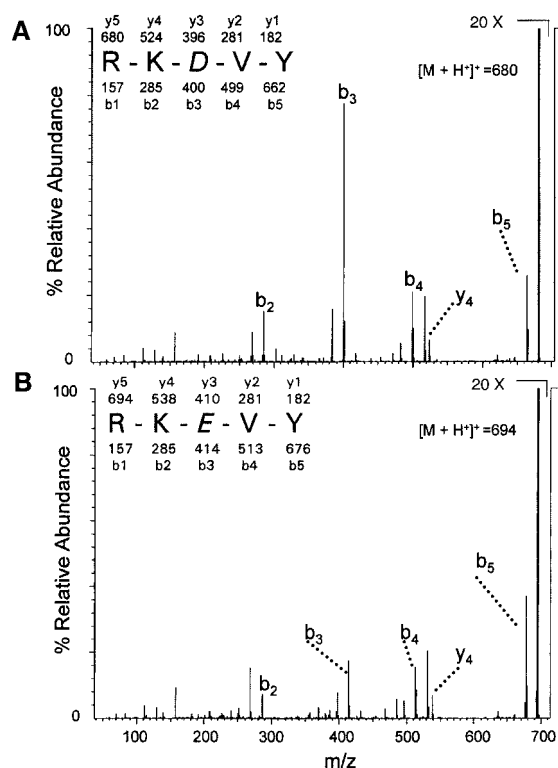 A
y5 y4 y3 y2 y1
680 524 396 281 182
R - K - D - V - Y
157 285 400 499 662
b1 b2 b3 b4 b5
20 X
[M + H⁺]⁺ =680
100
% Relative Abundance
0
b₃
b₅
b₄
b₂
y₄
B
y5 y4 y3 y2 y1
694 538 410 281 182
R - K - E - V - Y
157 285 414 513 676
b1 b2 b3 b4 b5
20 X
[M + H⁺]⁺ =694
100
% Relative Abundance
0
b₅
b₃
b₄
y₄
b₂
100 200 300 400 500 600 700
m/z